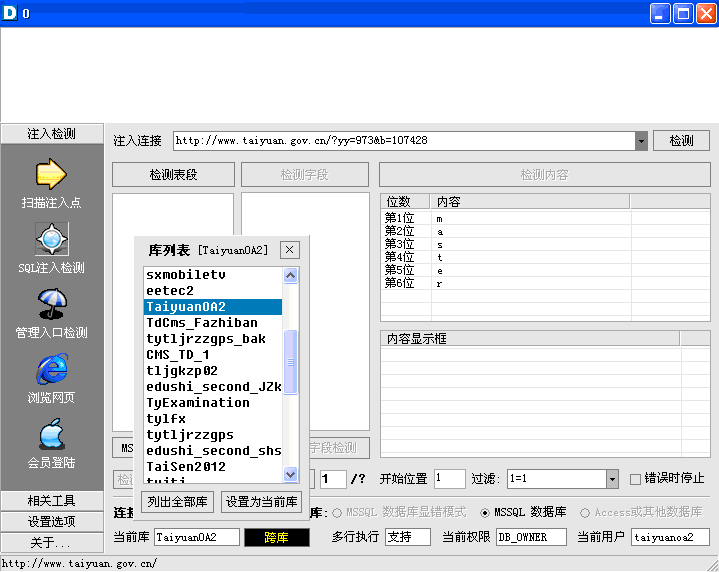 D 0
注入检测
扫描注入点
SQL注入检测
管理入口检测
浏览网页
会员登陆
相关工具
设置选项
关于...
注入连接 http://www.taiyuan.gov.cn/?yy=973&b=107428 检测
检测表段 检测字段 检测内容
位数 内容
第1位 m
第2位 a
第3位 s
第4位 t
第5位 e
第6位 r
库列表 [TaiyuanOA2]
sxmobiletv
eetec2
TaiyuanOA2
TdCms_Fazhiban
tytljrzzgps_bak
CMS_TD_1
tljgkzp02
edushi_second_JZk
TyExamination
tylfx
tytljrzzgps
edushi_second_shs
TaiSen2012
列出全部库 设置为当前库
内容显示框
MS
字段检测
检
1 /? 开始位置 1 过滤: 1=1 错误时停止
连接
库: MSSQL 数据库显错模式 MSSQL 数据库 Access或其他数据库
当前库 TaiyuanOA2 跨库 多行执行 支持 当前权限 DB_OWNER 当前用户 taiyuanoa2
http://www.taiyuan.gov.cn/